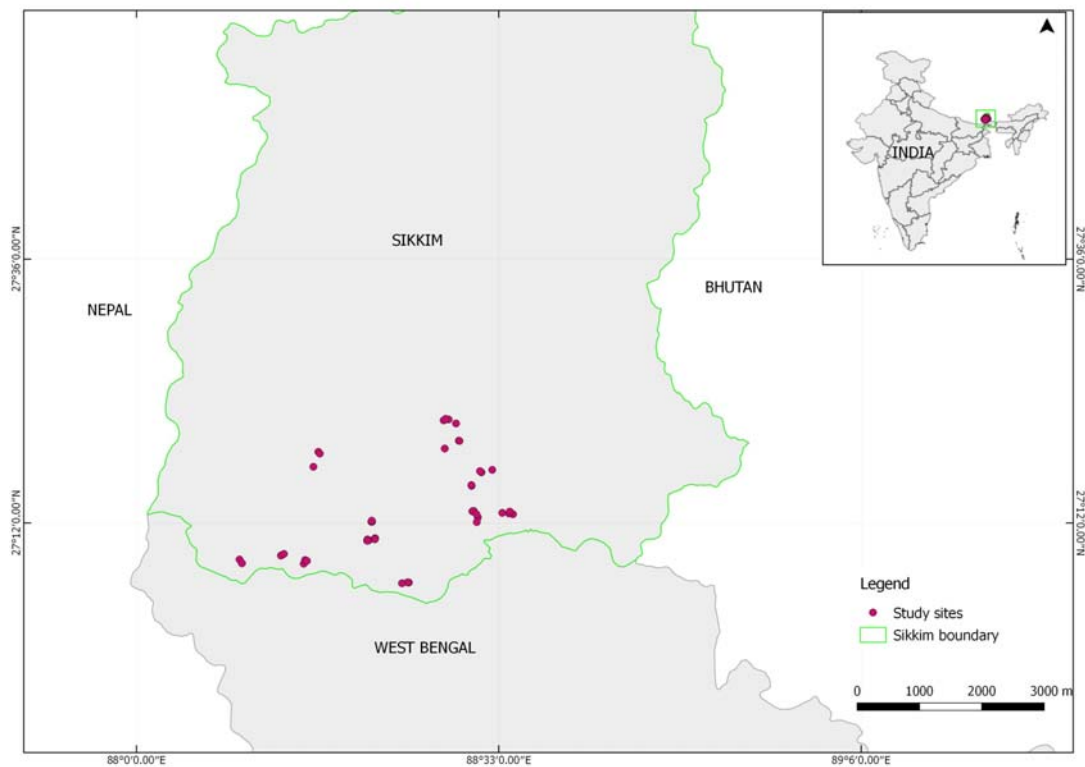 INDIA
SIKKIM
27°36'0.00"N
27°36'0.00"N
BHUTAN
NEPAL
27°12'0.00"N
27°12'0.00"N
Legend
Study sites
Sikkim boundary
WEST BENGAL
0 1000 2000 3000 m
88°0'0.00"E
88°33'0.00"E
89°6'0.00"E